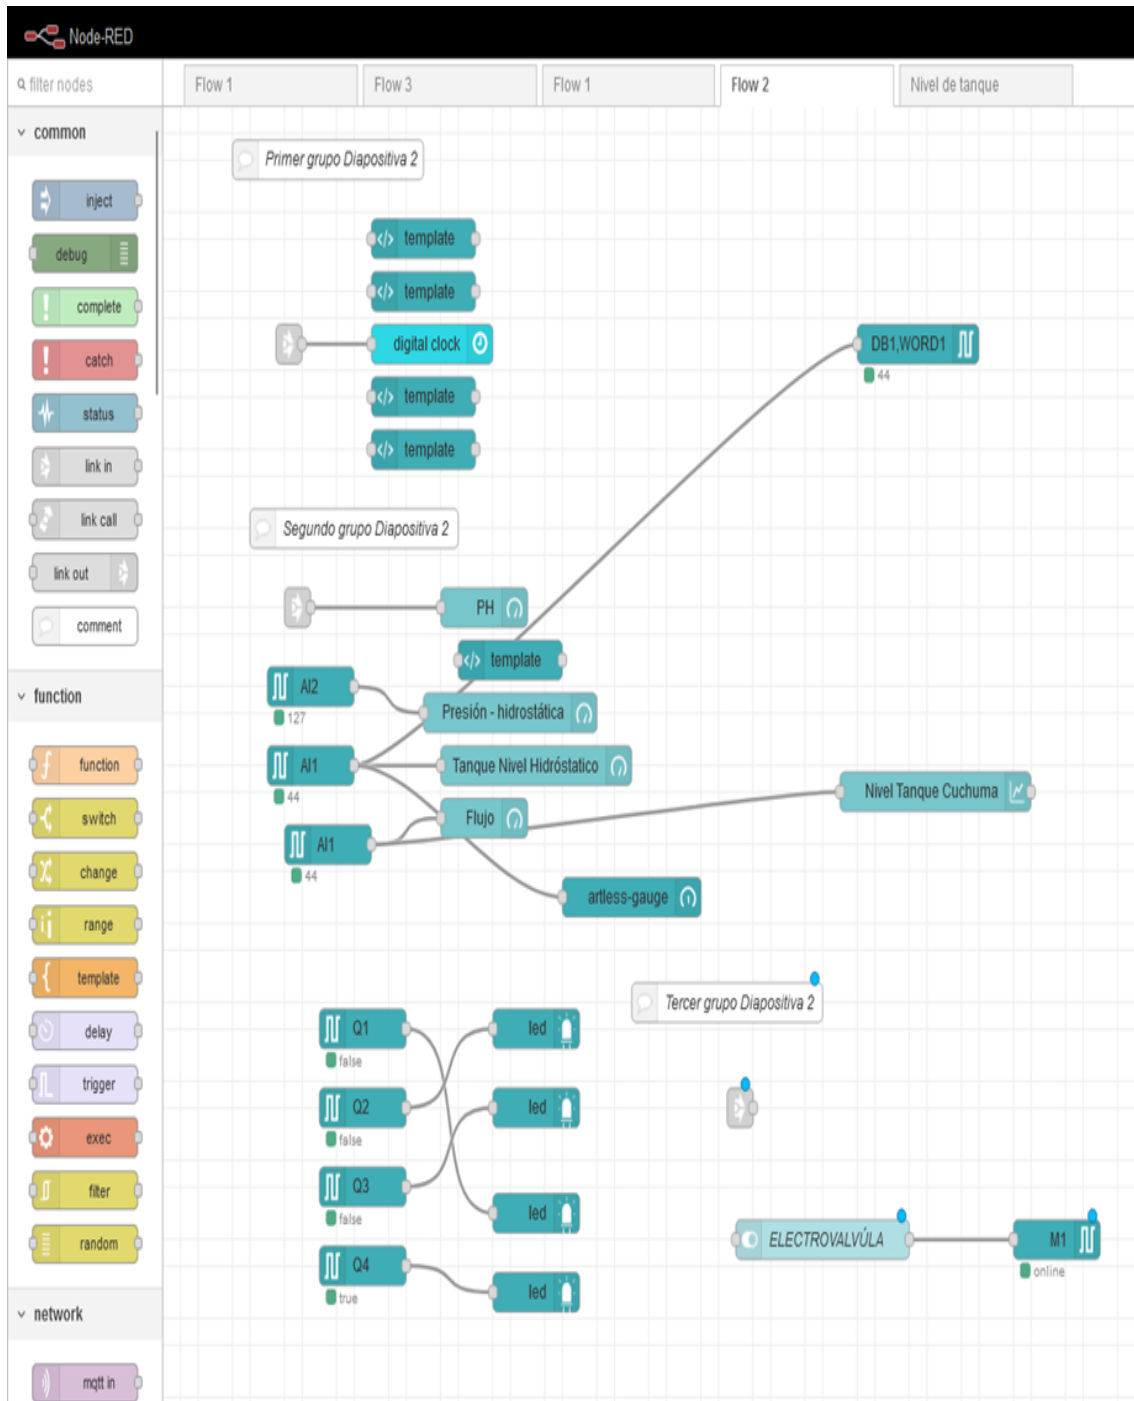 Node-RED
filter nodes
Flow 1
Flow 3
Flow 1
Flow 2
Nivel de tanque
common
inject
debug
complete
catch
status
link in
link call
link out
comment
function
function
switch
change
range
template
delay
trigger
exec
filter
random
network
mqtt in
Primer grupo Diapositiva 2
template
template
digital clock
template
template
DB1,WORD1
44
Segundo grupo Diapositiva 2
PH
template
AI2
127
Presión - hidrostática
AI1
44
Tanque Nivel Hidróstatico
Flujo
AI1
44
Nivel Tanque Cuchuma
artless-gauge
Tercer grupo Diapositiva 2
Q1
false
led
Q2
false
led
Q3
false
led
Q4
true
led
ELECTROVALVÚLA
M1
online